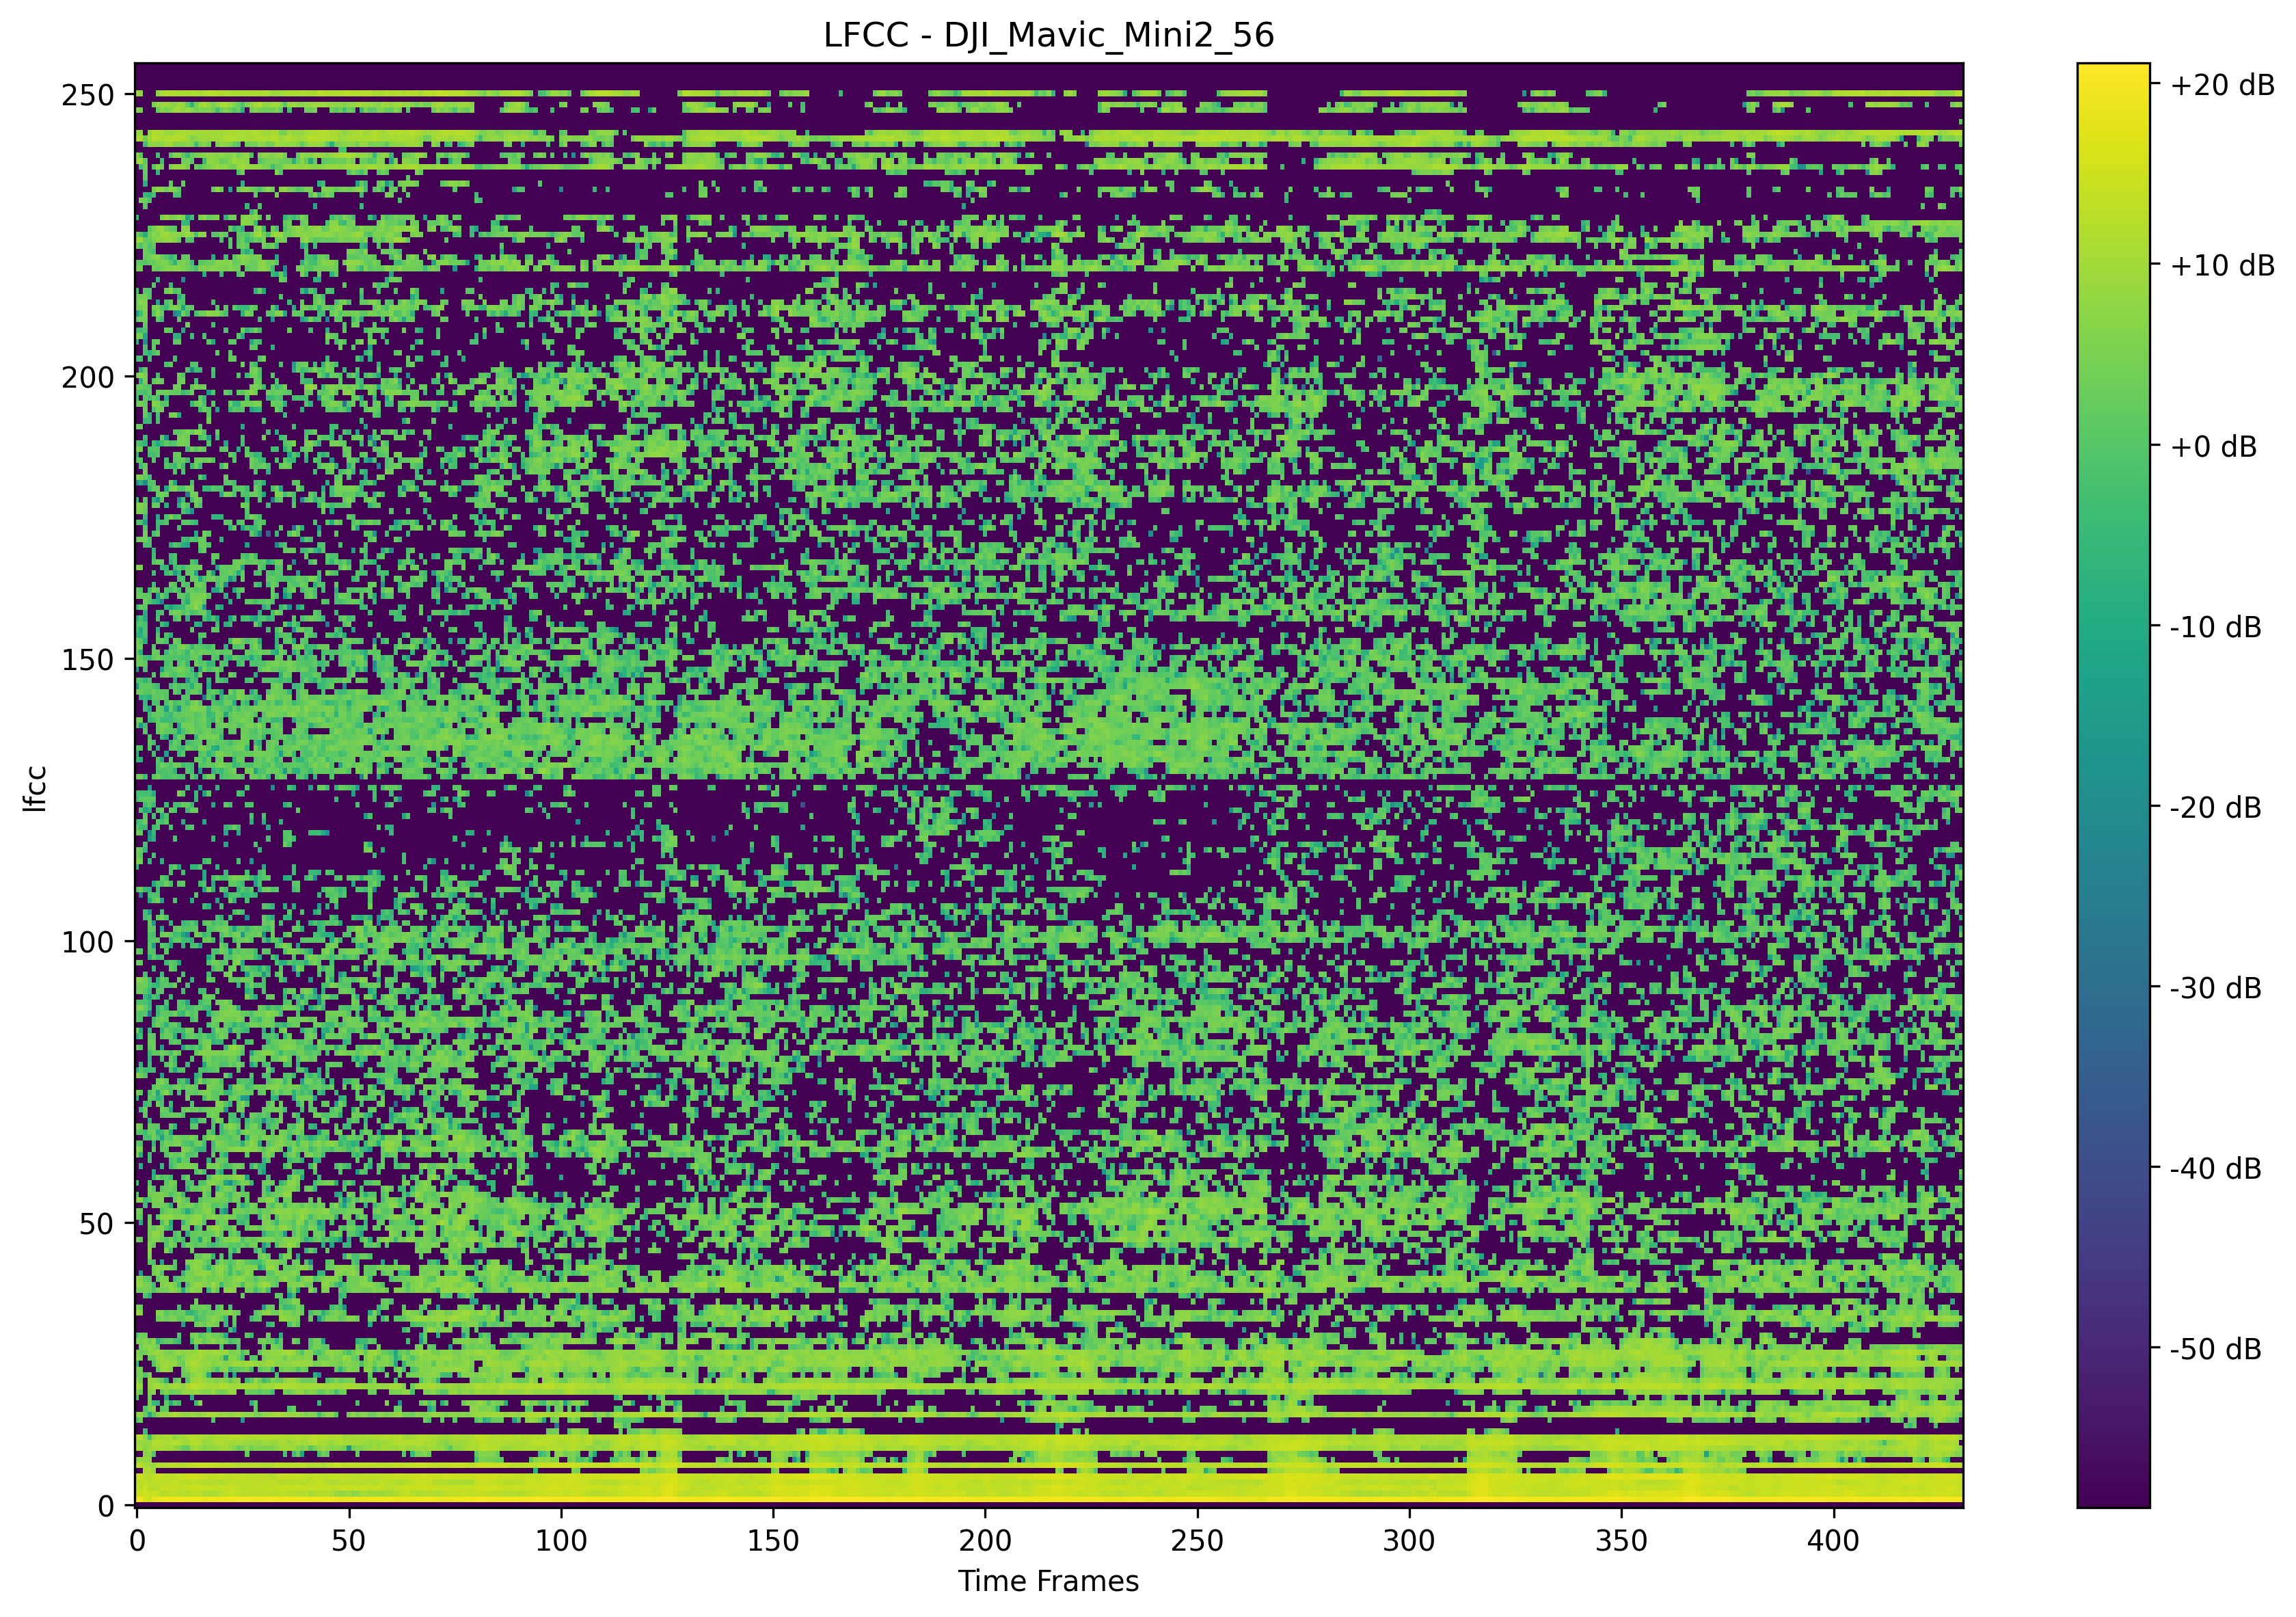 LFCC - DJI_Mavic_Mini2_56
250
200
150
100
50
0
lfcc
0 50 100 150 200 250 300 350 400
Time Frames
+20 dB
+10 dB
+0 dB
-10 dB
-20 dB
-30 dB
-40 dB
-50 dB